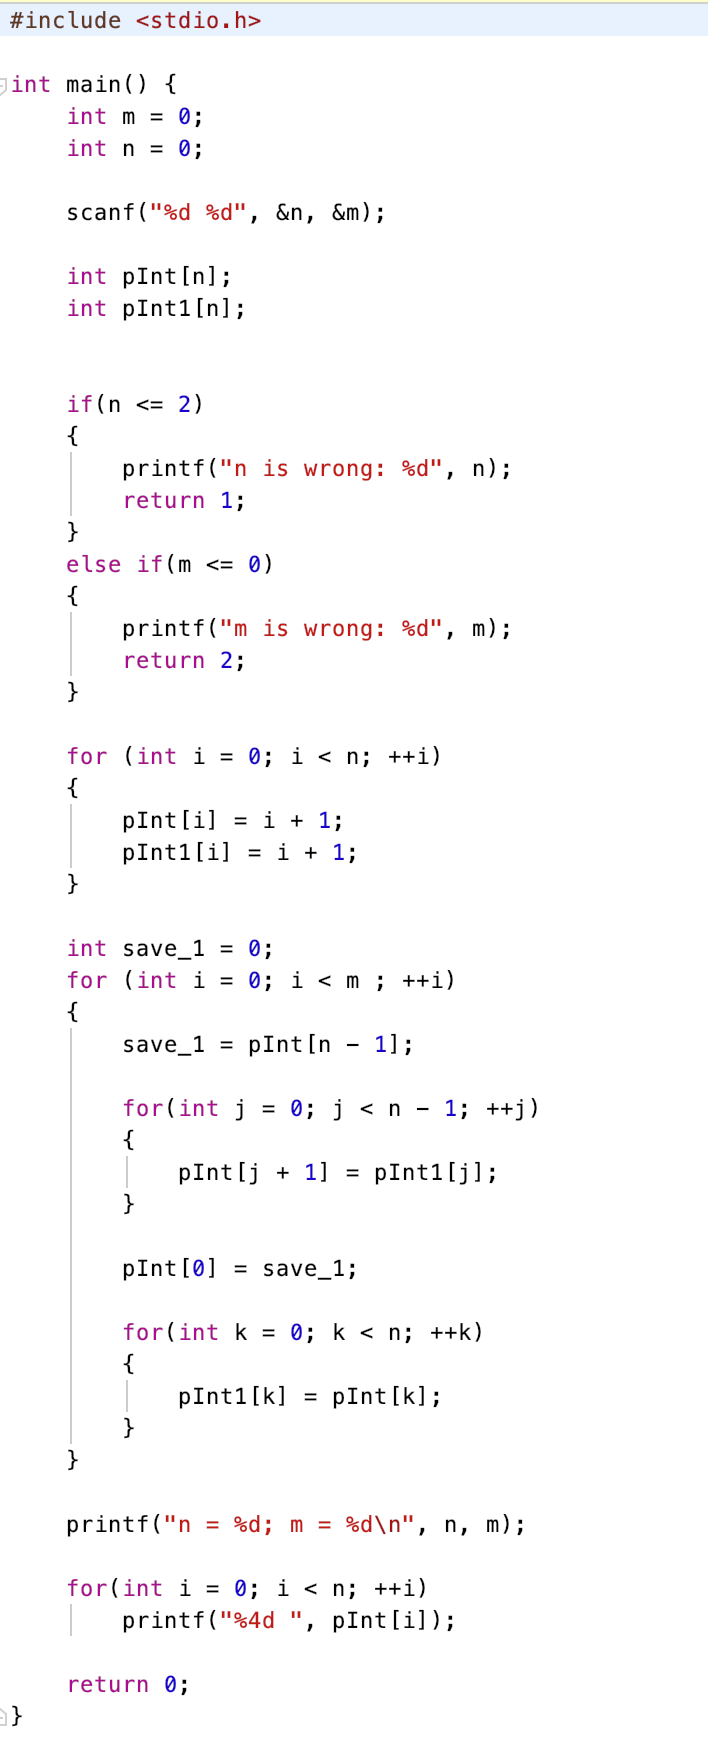 #include <stdio.h>
int main() {
    int m = 0;
    int n = 0;
    scanf("%d %d", &n, &m);
    int pInt[n];
    int pInt1[n];
    if(n <= 2)
    {
        printf("n is wrong: %d", n);
        return 1;
    }
    else if(m <= 0)
    {
        printf("m is wrong: %d", m);
        return 2;
    }
    for (int i = 0; i < n; ++i)
    {
        pInt[i] = i + 1;
        pInt1[i] = i + 1;
    }
    int save_1 = 0;
    for (int i = 0; i < m ; ++i)
    {
        save_1 = pInt[n - 1];
        for(int j = 0; j < n - 1; ++j)
        {
            pInt[j + 1] = pInt1[j];
        }
        pInt[0] = save_1;
        for(int k = 0; k < n; ++k)
        {
            pInt1[k] = pInt[k];
        }
    }
    printf("n = %d; m = %d\n", n, m);
    for(int i = 0; i < n; ++i)
        printf("%4d ", pInt[i]);
    return 0;
}